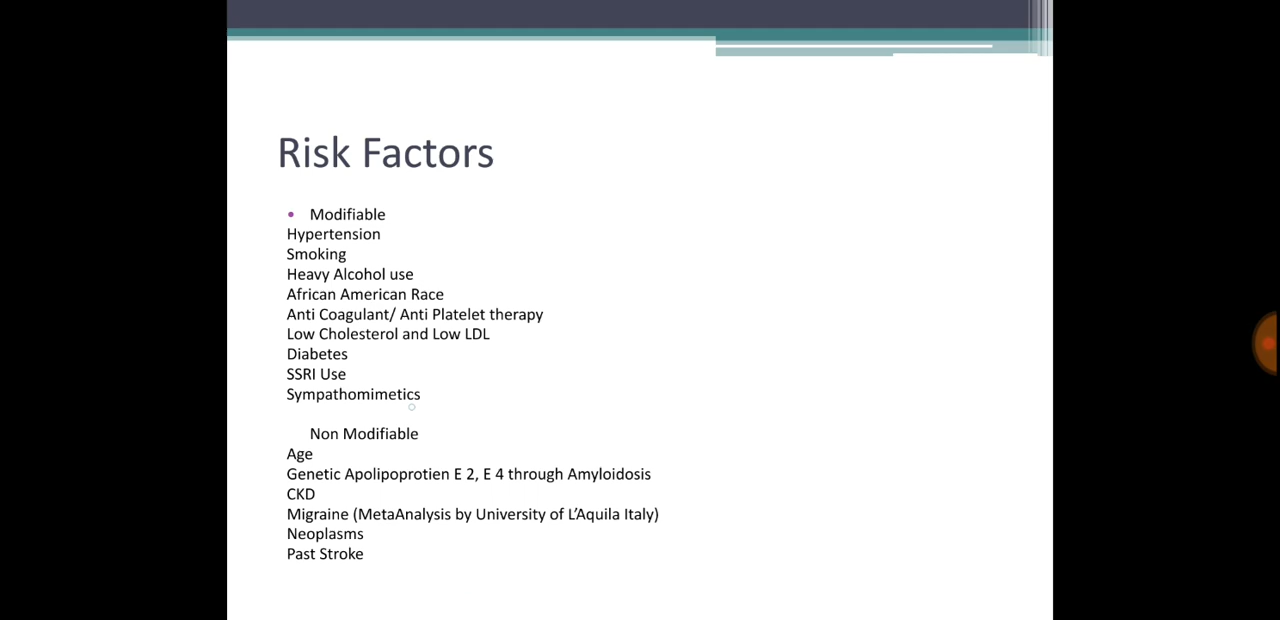 Risk Factors
• Modifiable
Hypertension
Smoking
Heavy Alcohol use
African American Race
Anti Coagulant/ Anti Platelet therapy
Low Cholesterol and Low LDL
Diabetes
SSRI Use
Sympathomimetics
Non Modifiable
Age
Genetic Apolipoprotien E 2, E 4 through Amyloidosis
CKD
Migraine (MetaAnalysis by University of L’Aquila Italy)
Neoplasms
Past Stroke